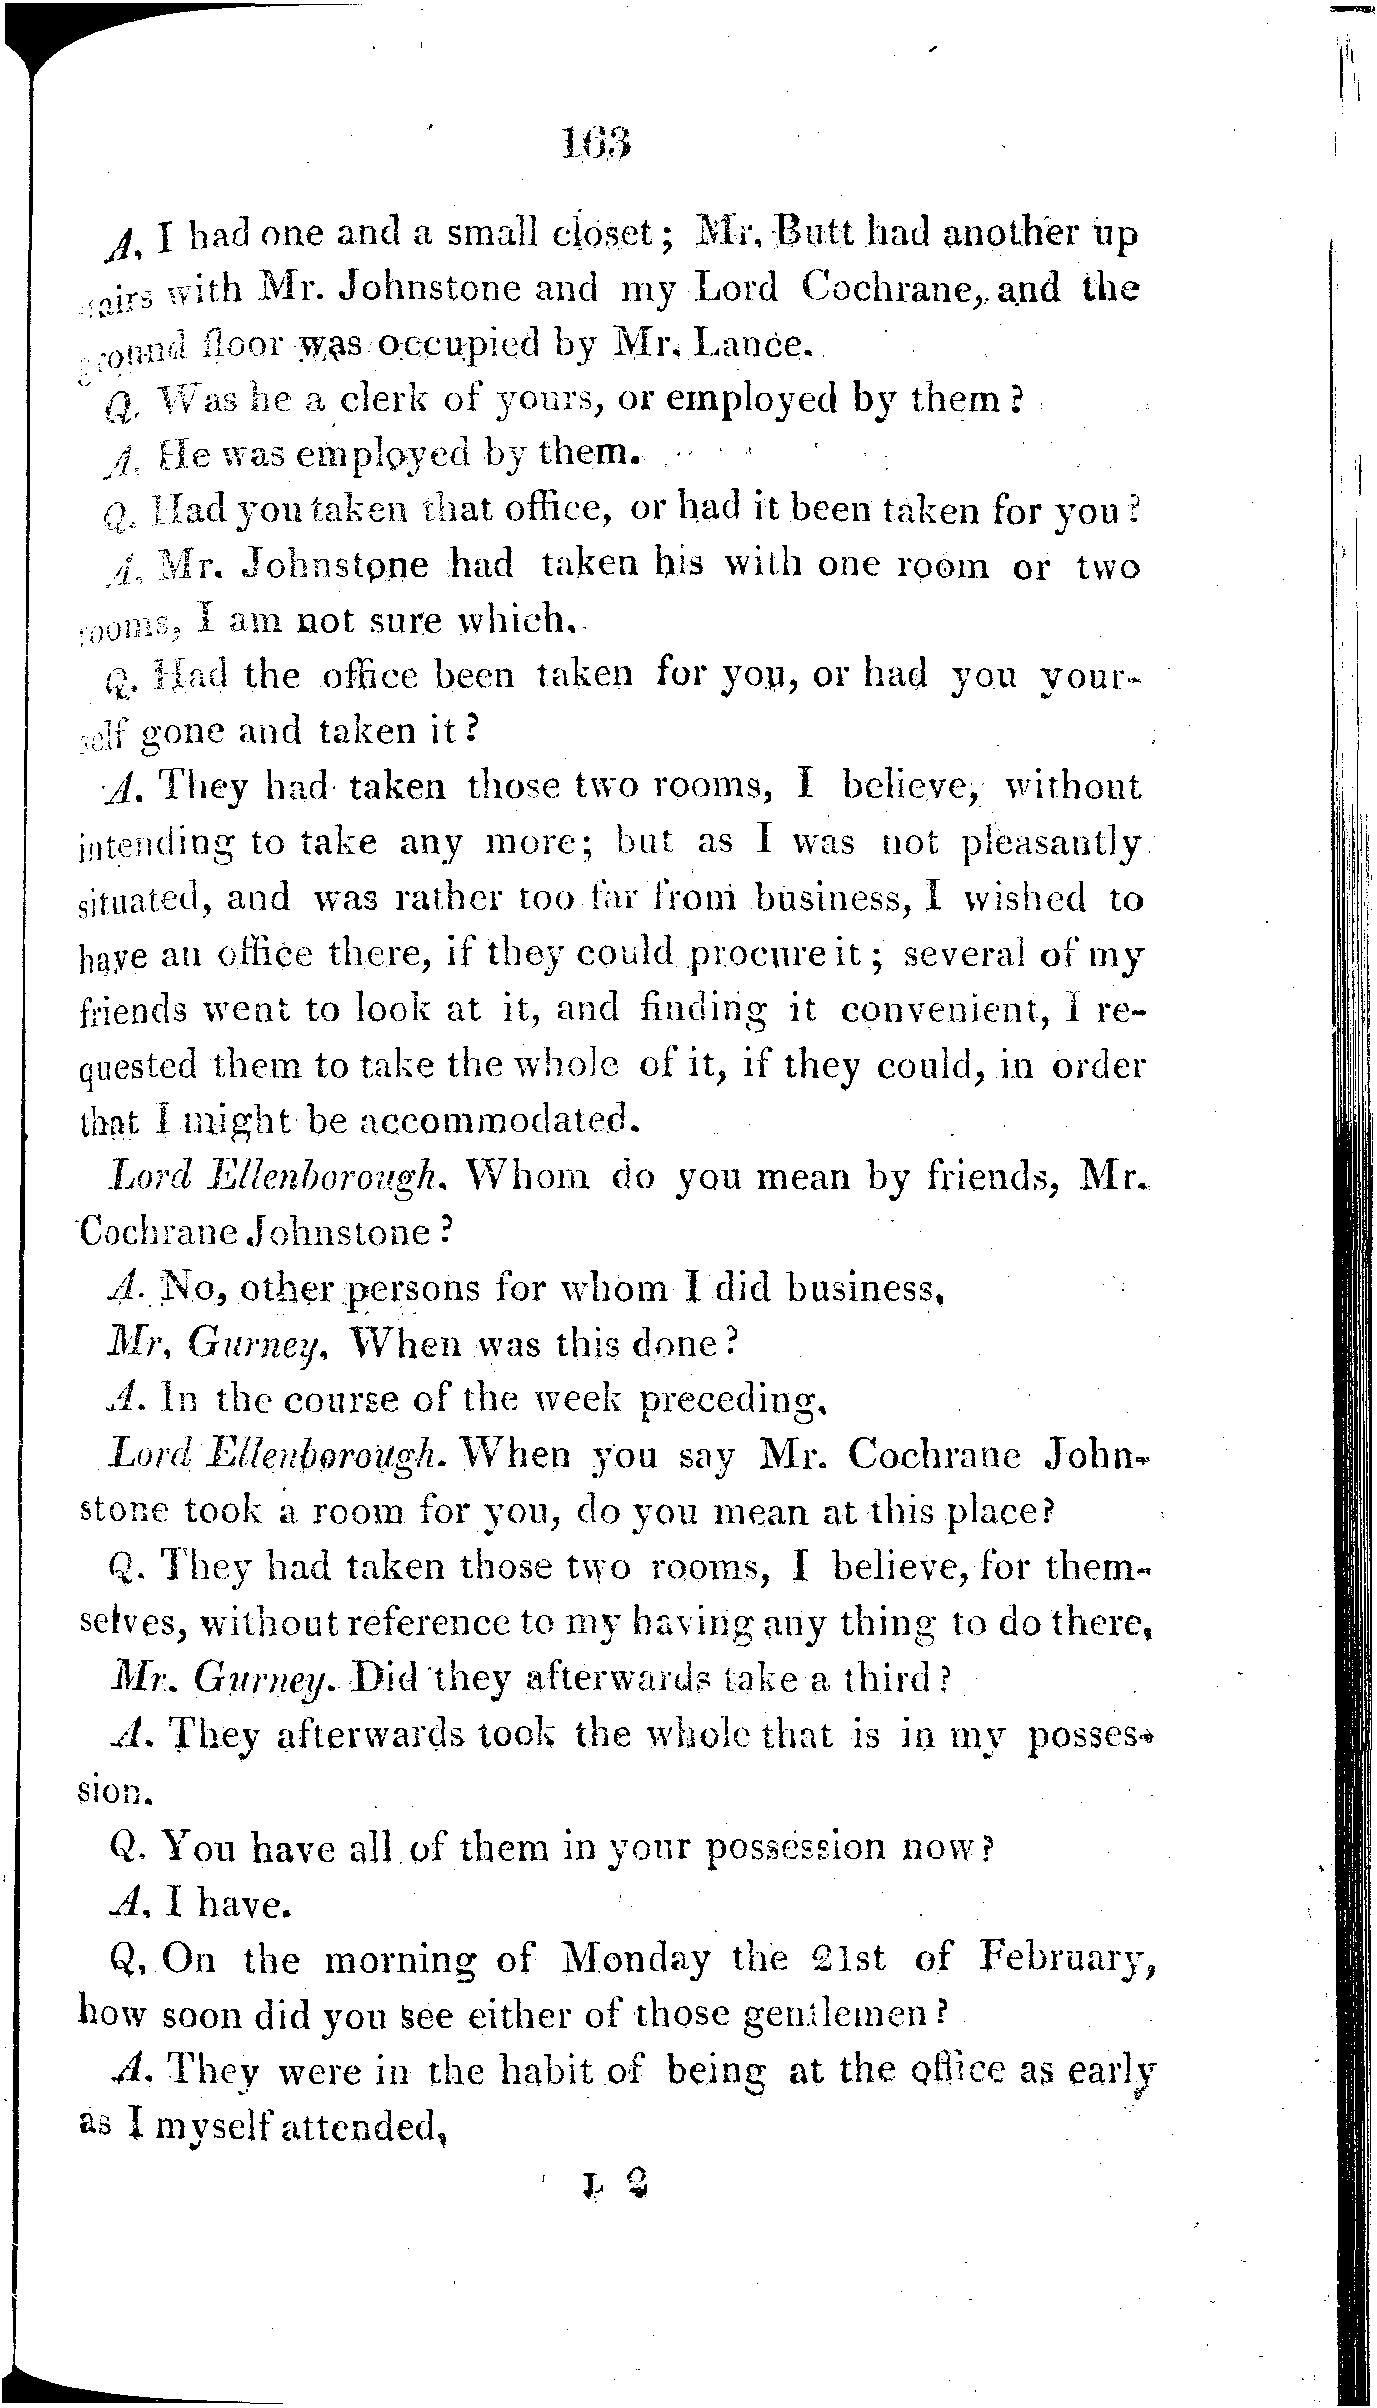 163
A. I had one and a small closet; Mr. Butt had another up
stairs with Mr. Johnstone and my Lord Cochrane, and the
ground floor was occupied by Mr. Lance.
Q. Was he a clerk of yours, or employed by them?
A. He was employed by them.
Q. Had you taken that office, or had it been taken for you?
A. Mr. Johnstone had taken his with one room or two
rooms, I am not sure which.
Q. Had the office been taken for you, or had you your-
self gone and taken it?
A. They had taken those two rooms, I believe, without
intending to take any more; but as I was not pleasantly
situated, and was rather too far from business, I wished to
have an office there, if they could procure it; several of my
friends went to look at it, and finding it convenient, I re-
quested them to take the whole of it, if they could, in order
that I might be accommodated.
Lord Ellenborough. Whom do you mean by friends, Mr.
Cochrane Johnstone?
A. No, other persons for whom I did business.
Mr. Gurney. When was this done?
A. In the course of the week preceding.
Lord Ellenborough. When you say Mr. Cochrane John-
stone took a room for you, do you mean at this place?
Q. They had taken those two rooms, I believe, for them-
selves, without reference to my having any thing to do there.
Mr. Gurney. Did they afterwards take a third?
A. They afterwards took the whole that is in my posses-
sion.
Q. You have all of them in your possession now?
A. I have.
Q. On the morning of Monday the 21st of February,
how soon did you see either of those gentlemen?
A. They were in the habit of being at the office as early
as I myself attended,
L 2